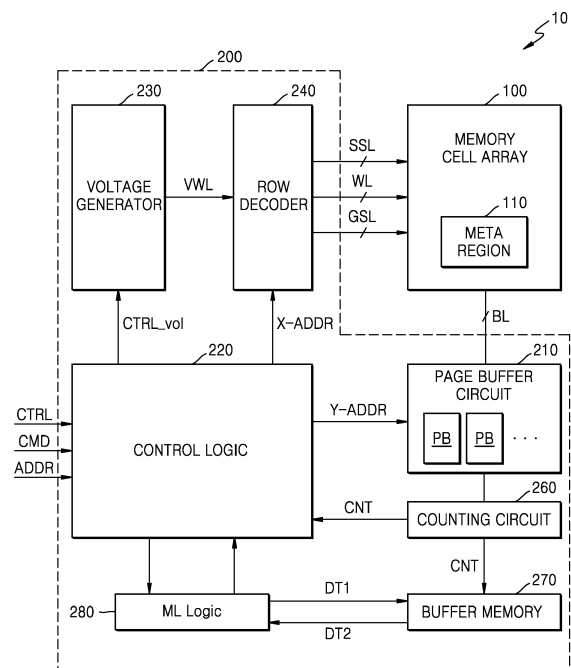 10
200
230
240
100
VOLTAGE
GENERATOR
VWL
ROW
DECODER
SSL
WL
GSL
MEMORY
CELL ARRAY
110
META
REGION
CTRL_vol
X-ADDR
BL
220
210
CONTROL LOGIC
CTRL
CMD
ADDR
Y-ADDR
PAGE BUFFER
CIRCUIT
PB
PB
. . .
260
CNT
COUNTING CIRCUIT
CNT
270
280
ML Logic
DT1
DT2
BUFFER MEMORY